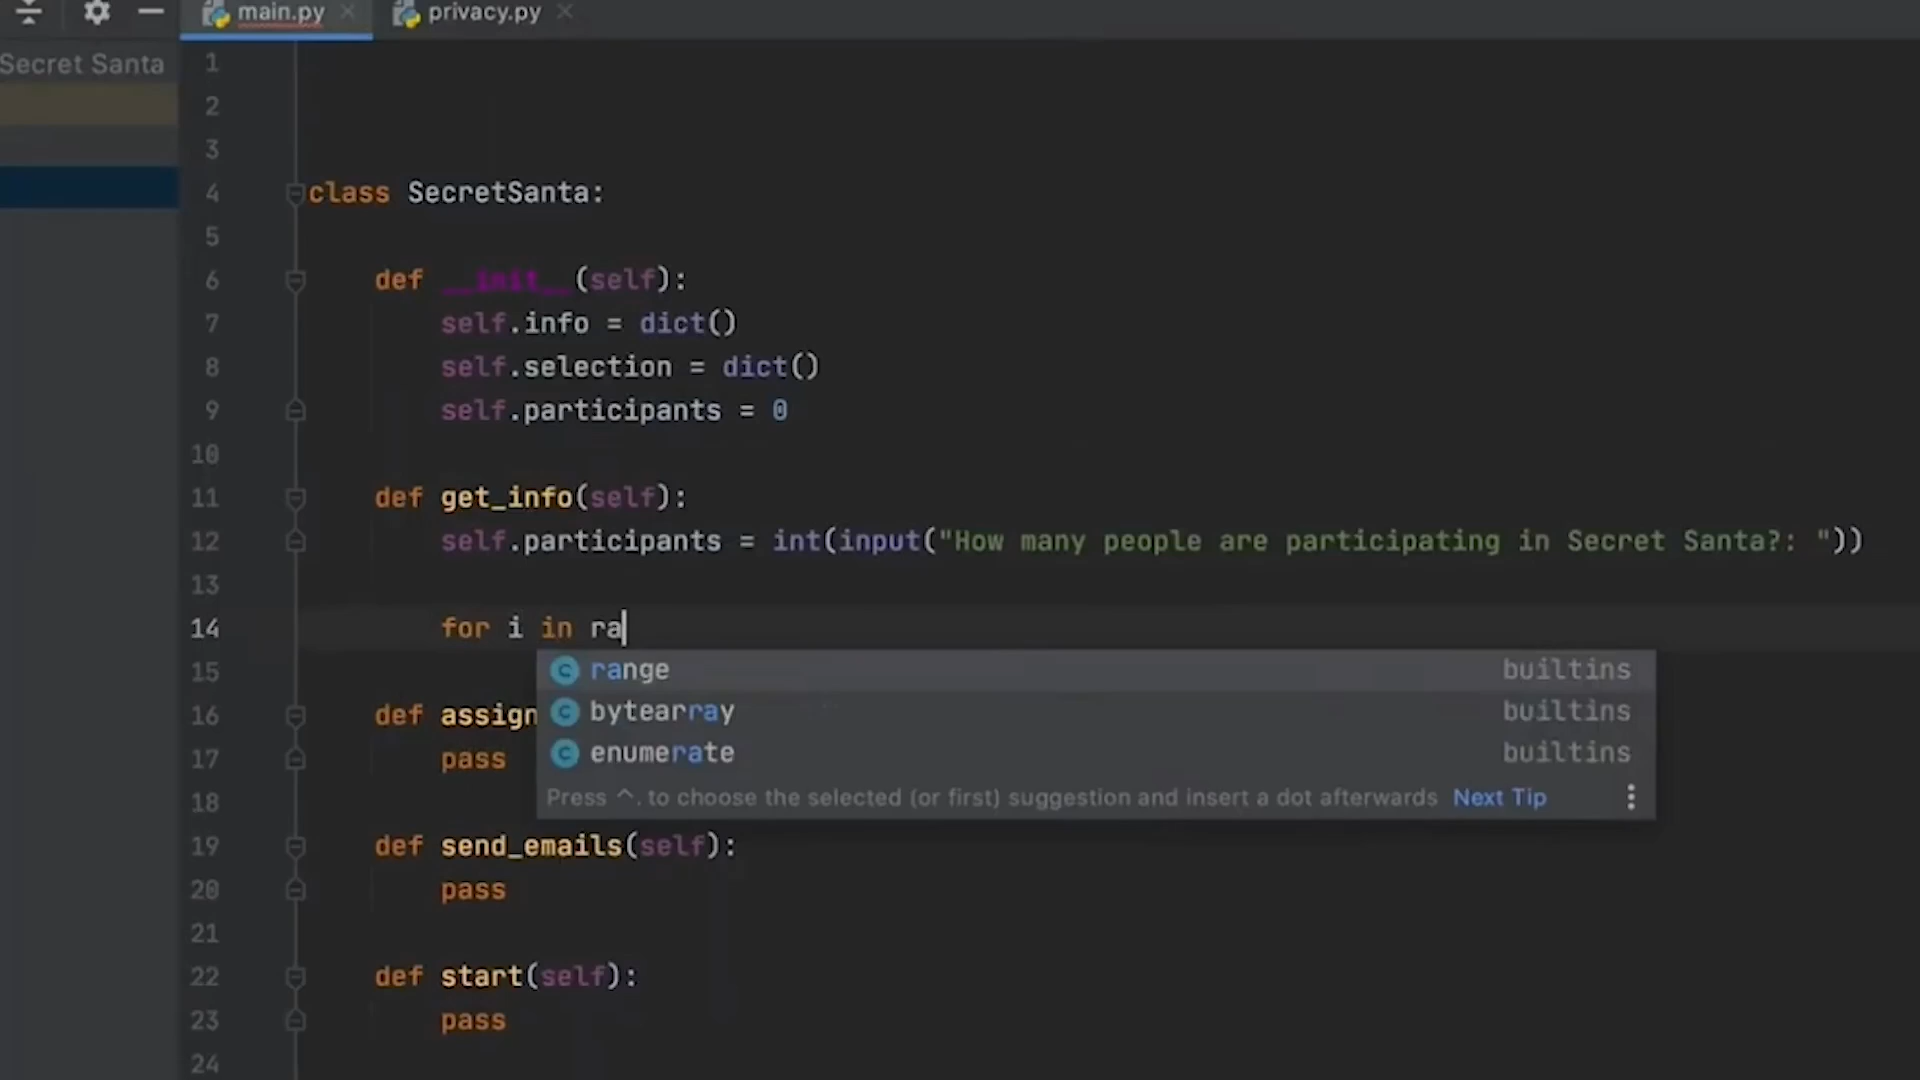 main.py
privacy.py
Secret Santa
1
2
3
4 class SecretSanta:
5
6 def __init__(self):
7 self.info = dict()
8 self.selection = dict()
9 self.participants = 0
10
11 def get_info(self):
12 self.participants = int(input("How many people are participating in Secret Santa?: "))
13
14 for i in ra
range builtins
15
bytearray builtins
16 def assign
enumerate builtins
17 pass
Press ^. to choose the selected (or first) suggestion and insert a dot afterwards Next Tip
18
19 def send_emails(self):
20 pass
21
22 def start(self):
23 pass
24